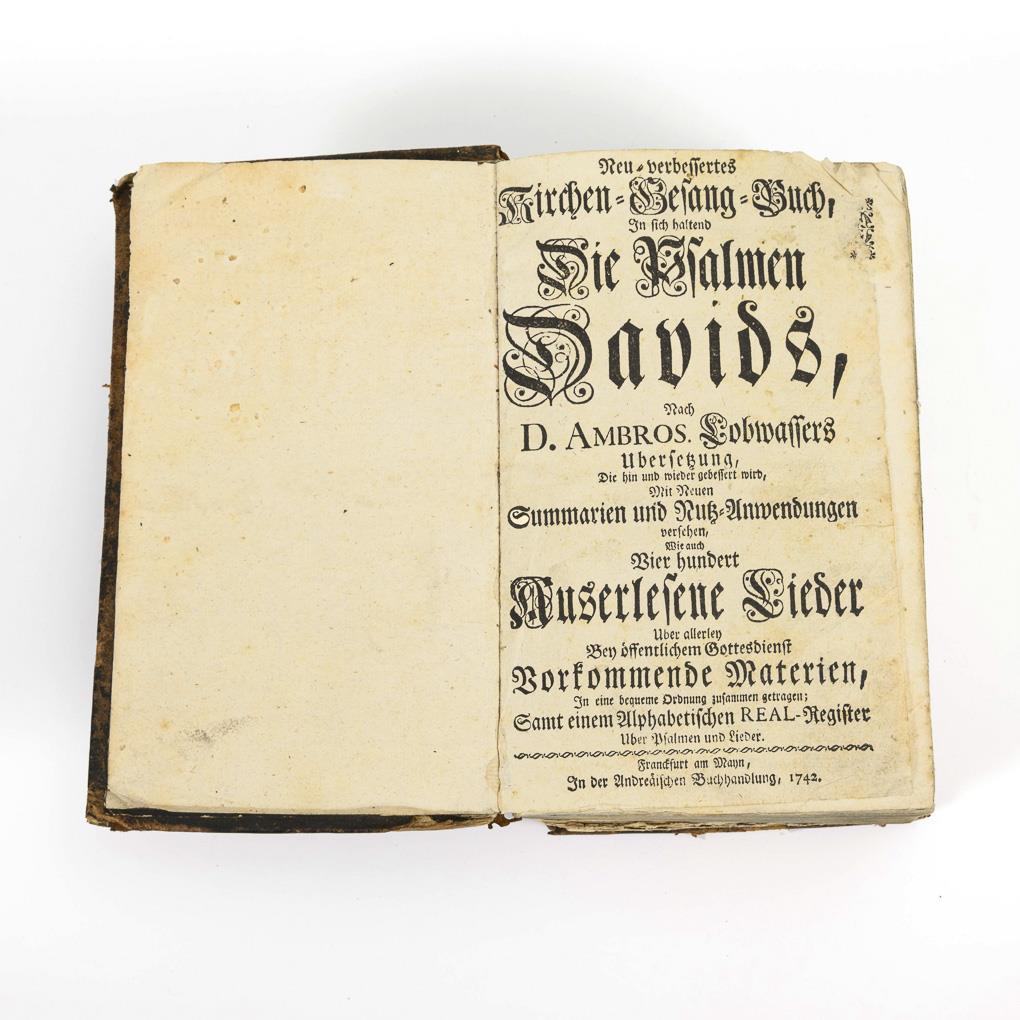 Neu-verbessertes
Kirchen-Gesang-Buch,
In sich haltend
Die Psalmen
Davids,
Nach
D. AMBROS. Lobwassers
Ubersetzung,
Die hin und wieder gebessert wird,
Mit Neuen
Summarien und Nutz-Anwendungen
versehen,
Wie auch
Vier hundert
Auserlesene Lieder
Uber allerley
Bey öffentlichem Gottesdienst
Vorkommende Materien,
In eine bequeme Ordnung zusammen getragen;
Samt einem Alphabetischen REAL-Register
Uber Psalmen und Lieder.
Franckfurt am Mayn,
In der Andreäischen Buchhandlung, 1742.